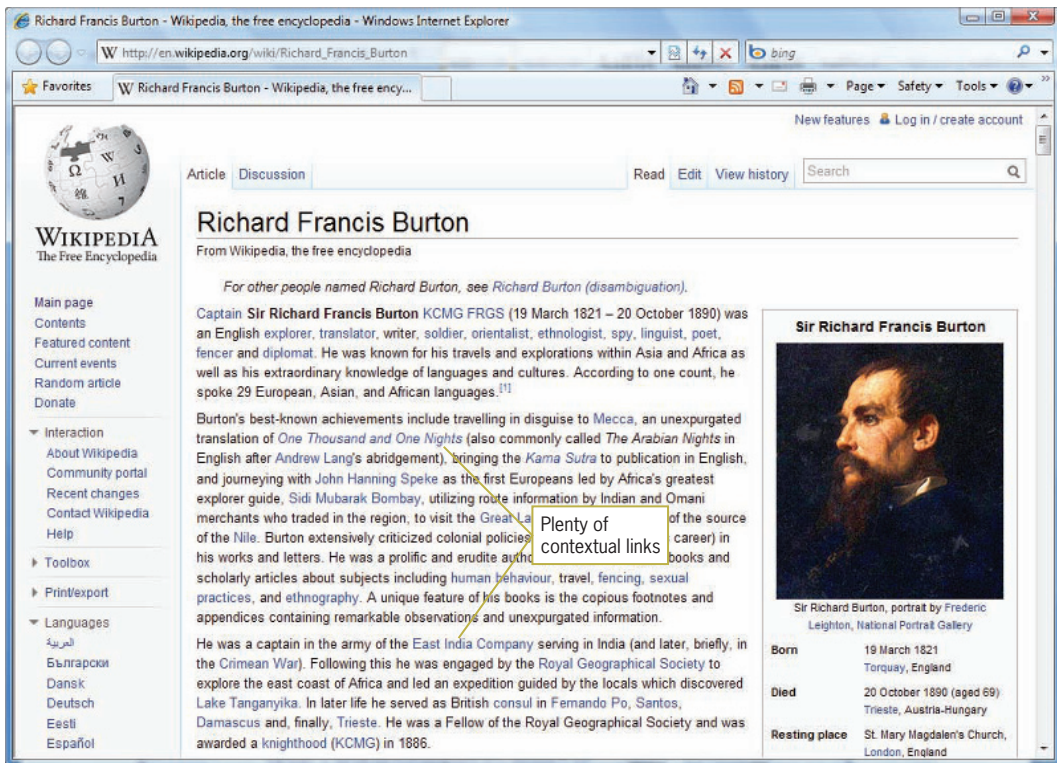 Richard Francis Burton - Wikipedia, the free encyclopedia - Windows Internet Explorer
W http://en.wikipedia.org/wiki/Richard_Francis_Burton
bing
Favorites
W Richard Francis Burton - Wikipedia, the free ency...
Page Safety Tools
New features Log in / create account
Article Discussion
Read Edit View history
Search
WIKIPEDIA
The Free Encyclopedia
Main page
Contents
Featured content
Current events
Random article
Donate
Interaction
About Wikipedia
Community portal
Recent changes
Contact Wikipedia
Help
Toolbox
Print/export
Languages
العربية
Български
Dansk
Deutsch
Eesti
Español
Richard Francis Burton
From Wikipedia, the free encyclopedia
For other people named Richard Burton, see Richard Burton (disambiguation).
Captain Sir Richard Francis Burton KCMG FRGS (19 March 1821 – 20 October 1890) was
an English explorer, translator, writer, soldier, orientalist, ethnologist, spy, linguist, poet,
fencer and diplomat. He was known for his travels and explorations within Asia and Africa as
well as his extraordinary knowledge of languages and cultures. According to one count, he
spoke 29 European, Asian, and African languages.[1]
Burton's best-known achievements include travelling in disguise to Mecca, an unexpurgated
translation of One Thousand and One Nights (also commonly called The Arabian Nights in
English after Andrew Lang's abridgement), bringing the Kama Sutra to publication in English,
and journeying with John Hanning Speke as the first Europeans led by Africa's greatest
explorer guide, Sidi Mubarak Bombay, utilizing route information by Indian and Omani
merchants who traded in the region, to visit the Great La of the source
of the Nile. Burton extensively criticized colonial policies career) in
his works and letters. He was a prolific and erudite autho books and
scholarly articles about subjects including human behaviour, travel, fencing, sexual
practices, and ethnography. A unique feature of his books is the copious footnotes and
appendices containing remarkable observations and unexpurgated information.
He was a captain in the army of the East India Company serving in India (and later, briefly, in
the Crimean War). Following this he was engaged by the Royal Geographical Society to
explore the east coast of Africa and led an expedition guided by the locals which discovered
Lake Tanganyika. In later life he served as British consul in Fernando Po, Santos,
Damascus and, finally, Trieste. He was a Fellow of the Royal Geographical Society and was
awarded a knighthood (KCMG) in 1886.
Plenty of
contextual links
Sir Richard Francis Burton
Sir Richard Burton, portrait by Frederic
Leighton, National Portrait Gallery
Born 19 March 1821
Torquay, England
Died 20 October 1890 (aged 69)
Trieste, Austria-Hungary
Resting place St. Mary Magdalen's Church,
London, England